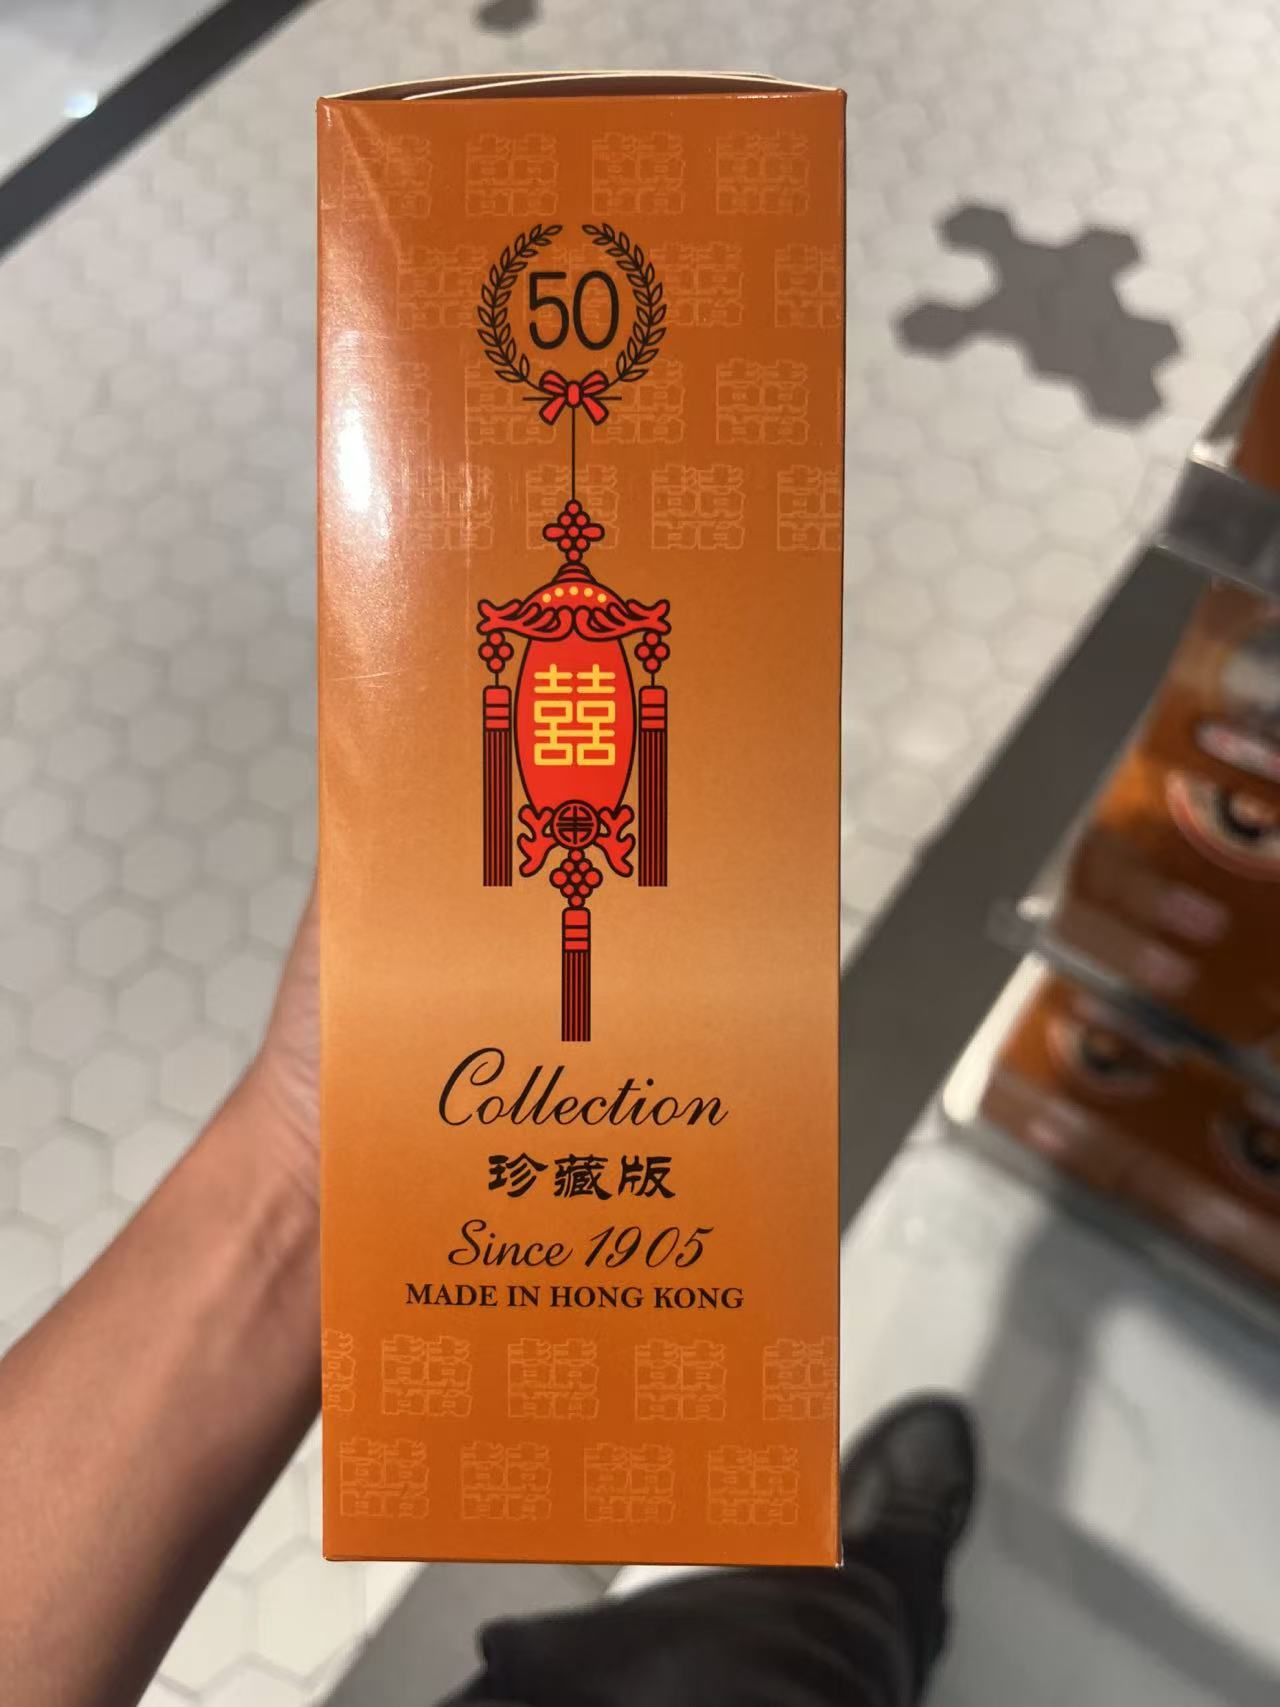 50
囍
Collection
珍藏版
Since 1905
MADE IN HONG KONG